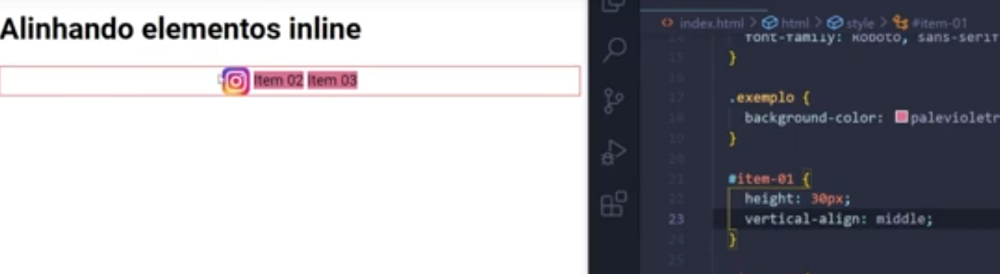 Alinhando elementos inline
Item 02 Item 03
index.html > html > style > #item-01
14 font-family: Roboto, sans-serif
15 }
16
17 .exemplo {
18 background-color: palevioletr
19 }
20
21 #item-01 {
22 height: 30px;
23 vertical-align: middle;
24 }
25